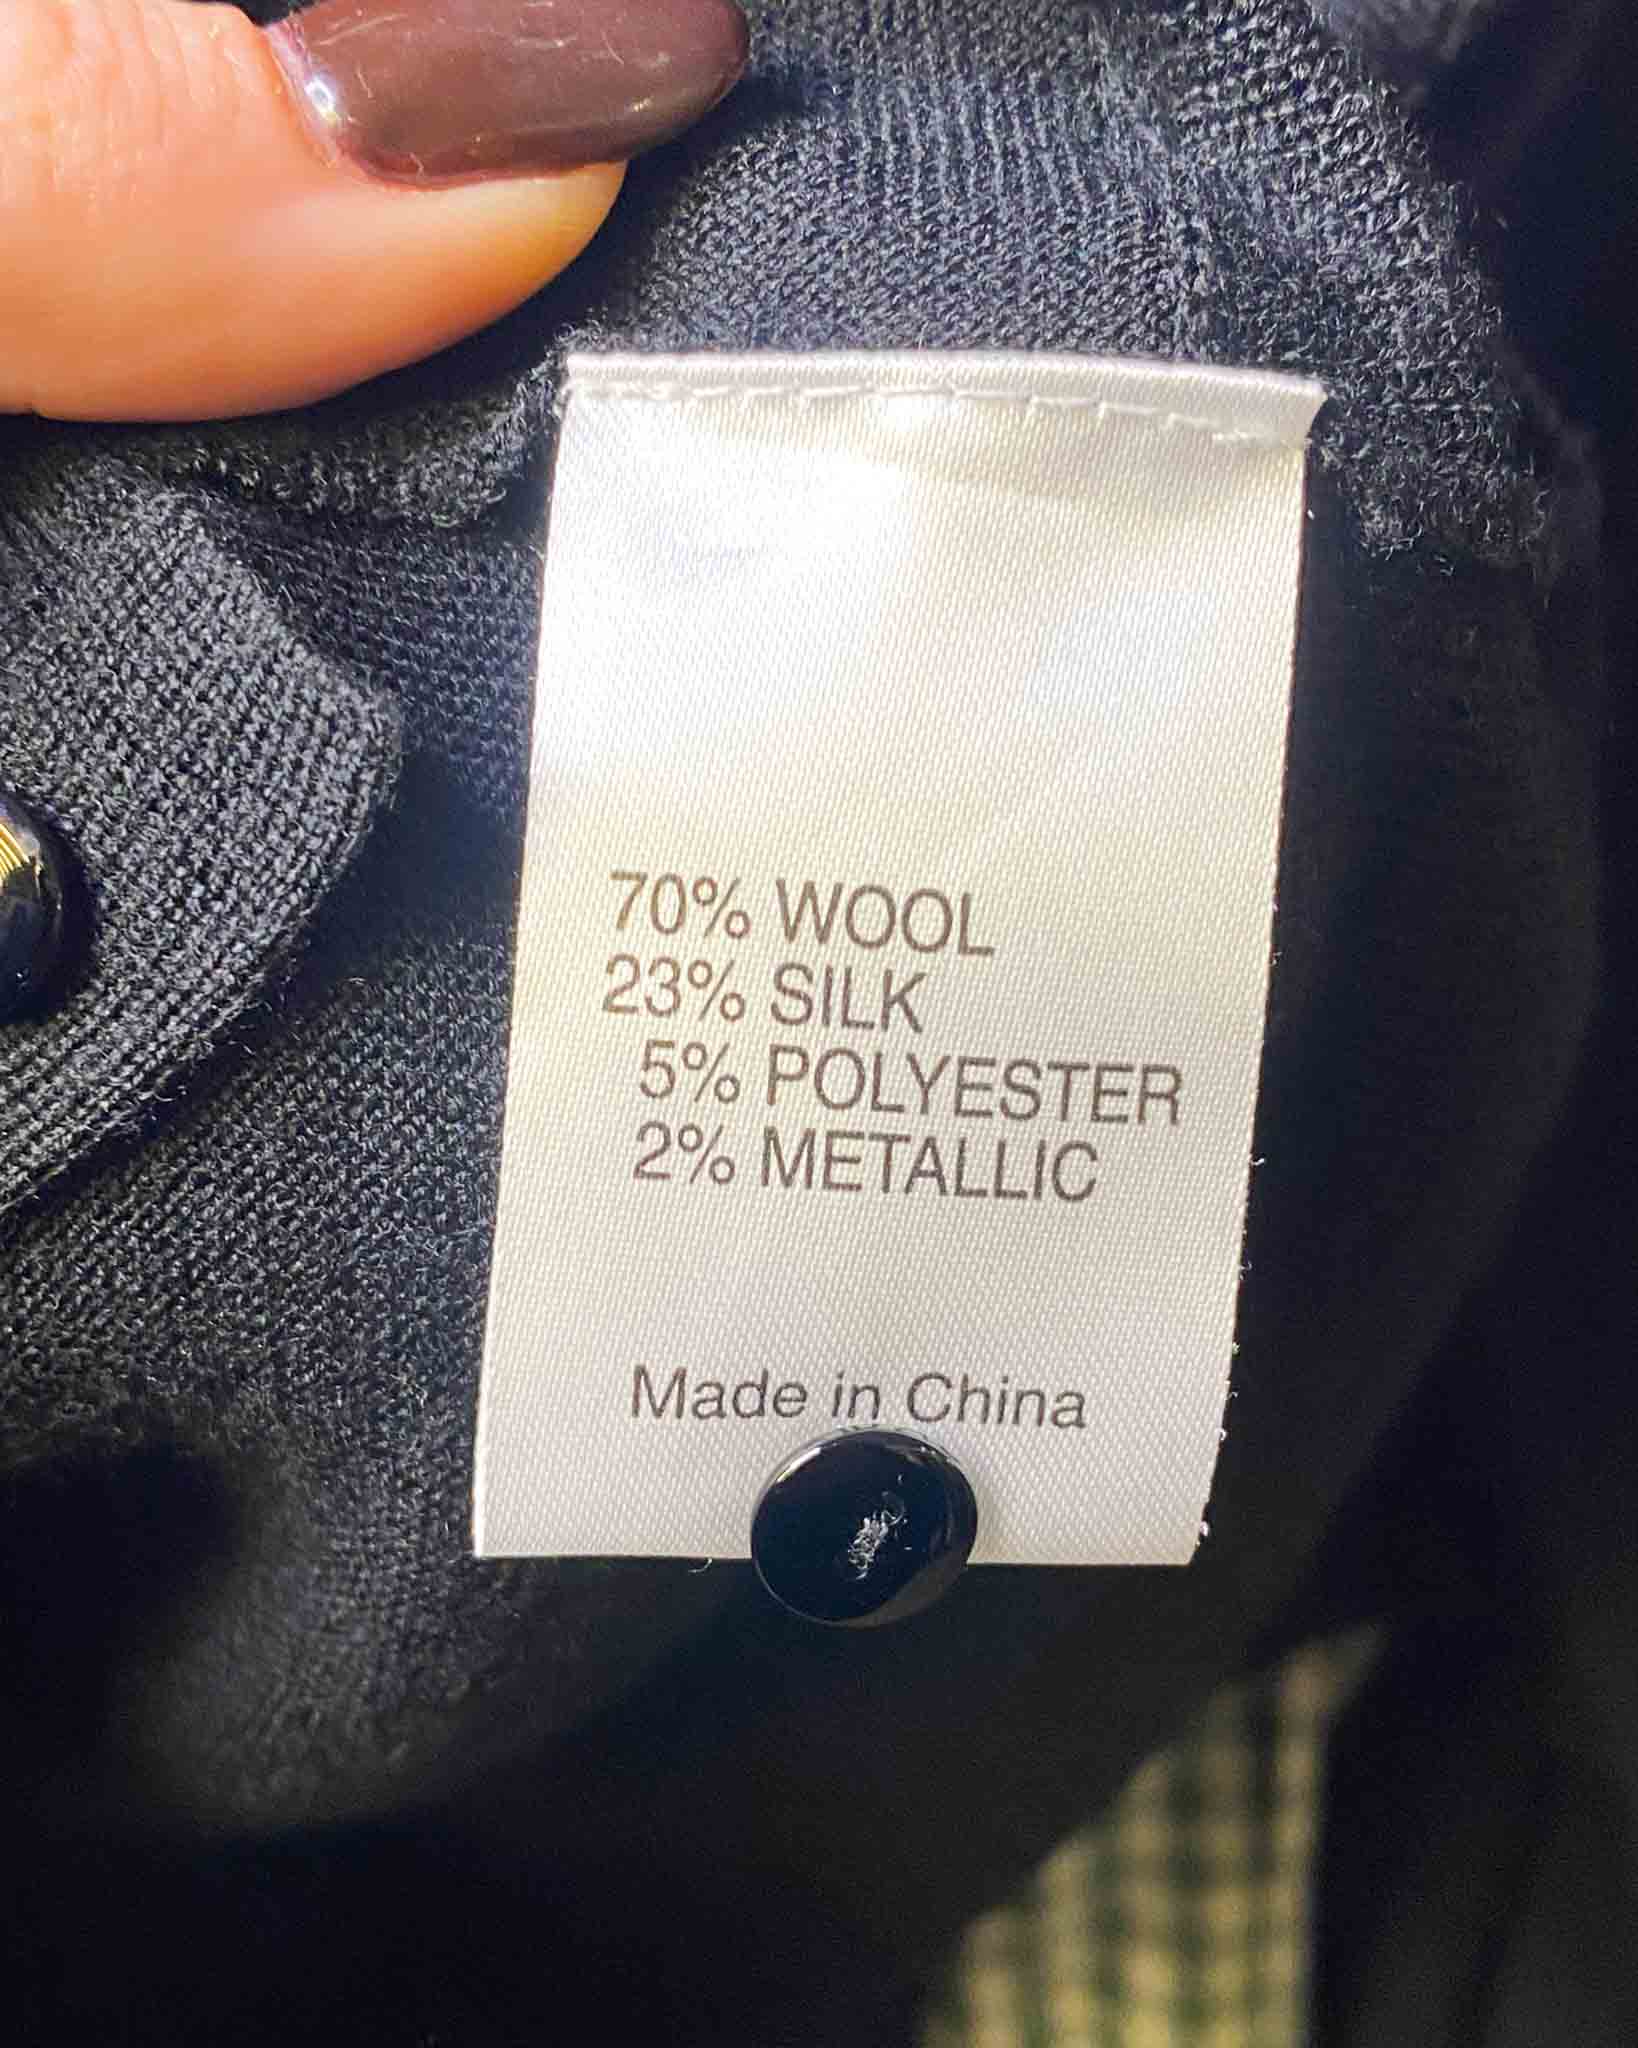 70% WOOL
23% SILK
5% POLYESTER
2% METALLIC
Made in China